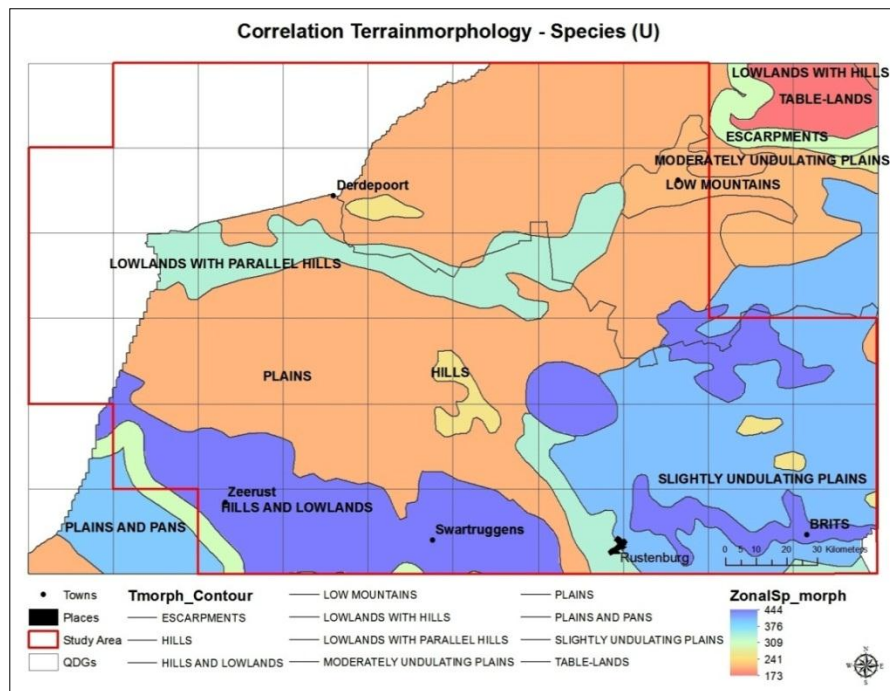 Correlation Terrainmorphology - Species (U)
LOWLANDS WITH HILLS
TABLE-LANDS
ESCARPMENTS
MODERATELY UNDULATING PLAINS
Derdepoort
LOW MOUNTAINS
LOWLANDS WITH PARALLEL HILLS
PLAINS
HILLS
SLIGHTLY UNDULATING PLAINS
Zeerust
HILLS AND LOWLANDS
PLAINS AND PANS
Swartruggens
BRITS
0 5 10 20 30 Kilometers
Rustenburg
Towns
Places
Study Area
QDGs
Tmorph_Contour
ESCARPMENTS
HILLS
HILLS AND LOWLANDS
LOW MOUNTAINS
LOWLANDS WITH HILLS
LOWLANDS WITH PARALLEL HILLS
MODERATELY UNDULATING PLAINS
PLAINS
PLAINS AND PANS
SLIGHTLY UNDULATING PLAINS
TABLE-LANDS
ZonalSp_morph
444
376
309
241
173